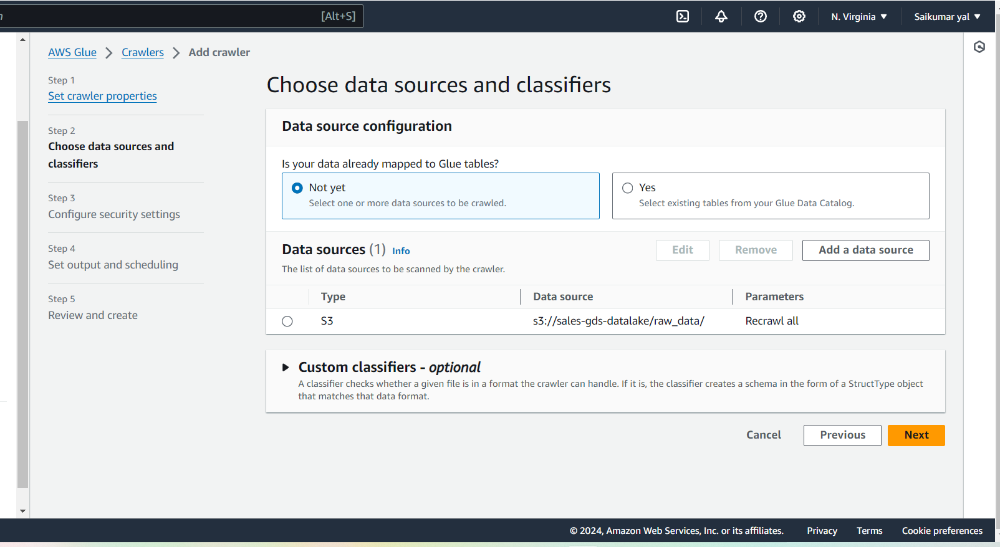 [Alt+S]
N. Virginia
Saikumar yal
AWS Glue
Crawlers
Add crawler
Step 1
Set crawler properties
Step 2
Choose data sources and
classifiers
Step 3
Configure security settings
Step 4
Set output and scheduling
Step 5
Review and create
Choose data sources and classifiers
Data source configuration
Is your data already mapped to Glue tables?
Not yet
Select one or more data sources to be crawled.
Yes
Select existing tables from your Glue Data Catalog.
Data sources (1) Info
The list of data sources to be scanned by the crawler.
Edit
Remove
Add a data source
Type
Data source
Parameters
S3
s3://sales-gds-datalake/raw_data/
Recrawl all
Custom classifiers - optional
A classifier checks whether a given file is in a format the crawler can handle. If it is, the classifier creates a schema in the form of a StructType object
that matches that data format.
Cancel
Previous
Next
© 2024, Amazon Web Services, Inc. or its affiliates.
Privacy
Terms
Cookie preferences